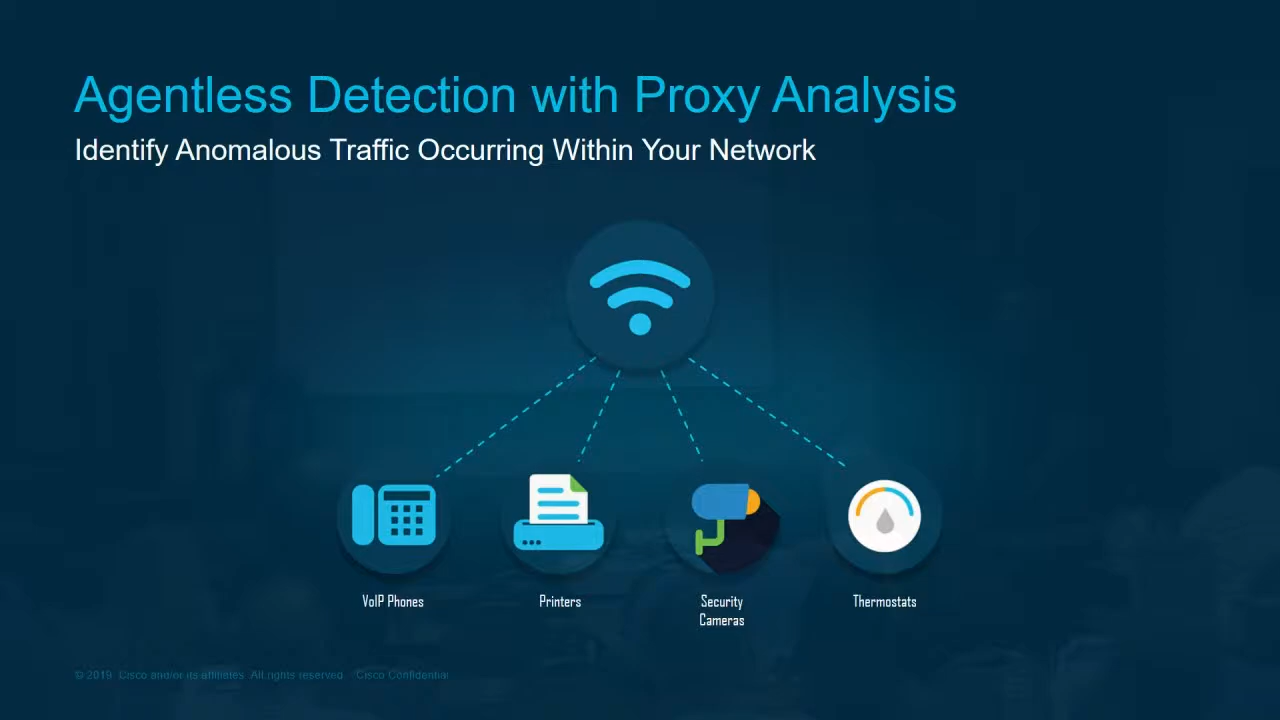 Agentless Detection with Proxy Analysis
Identify Anomalous Traffic Occurring Within Your Network
VoIP Phones
Printers
Security
Cameras
Thermostats
© 2019 Cisco and/or its affiliates. All rights reserved. Cisco Confidential